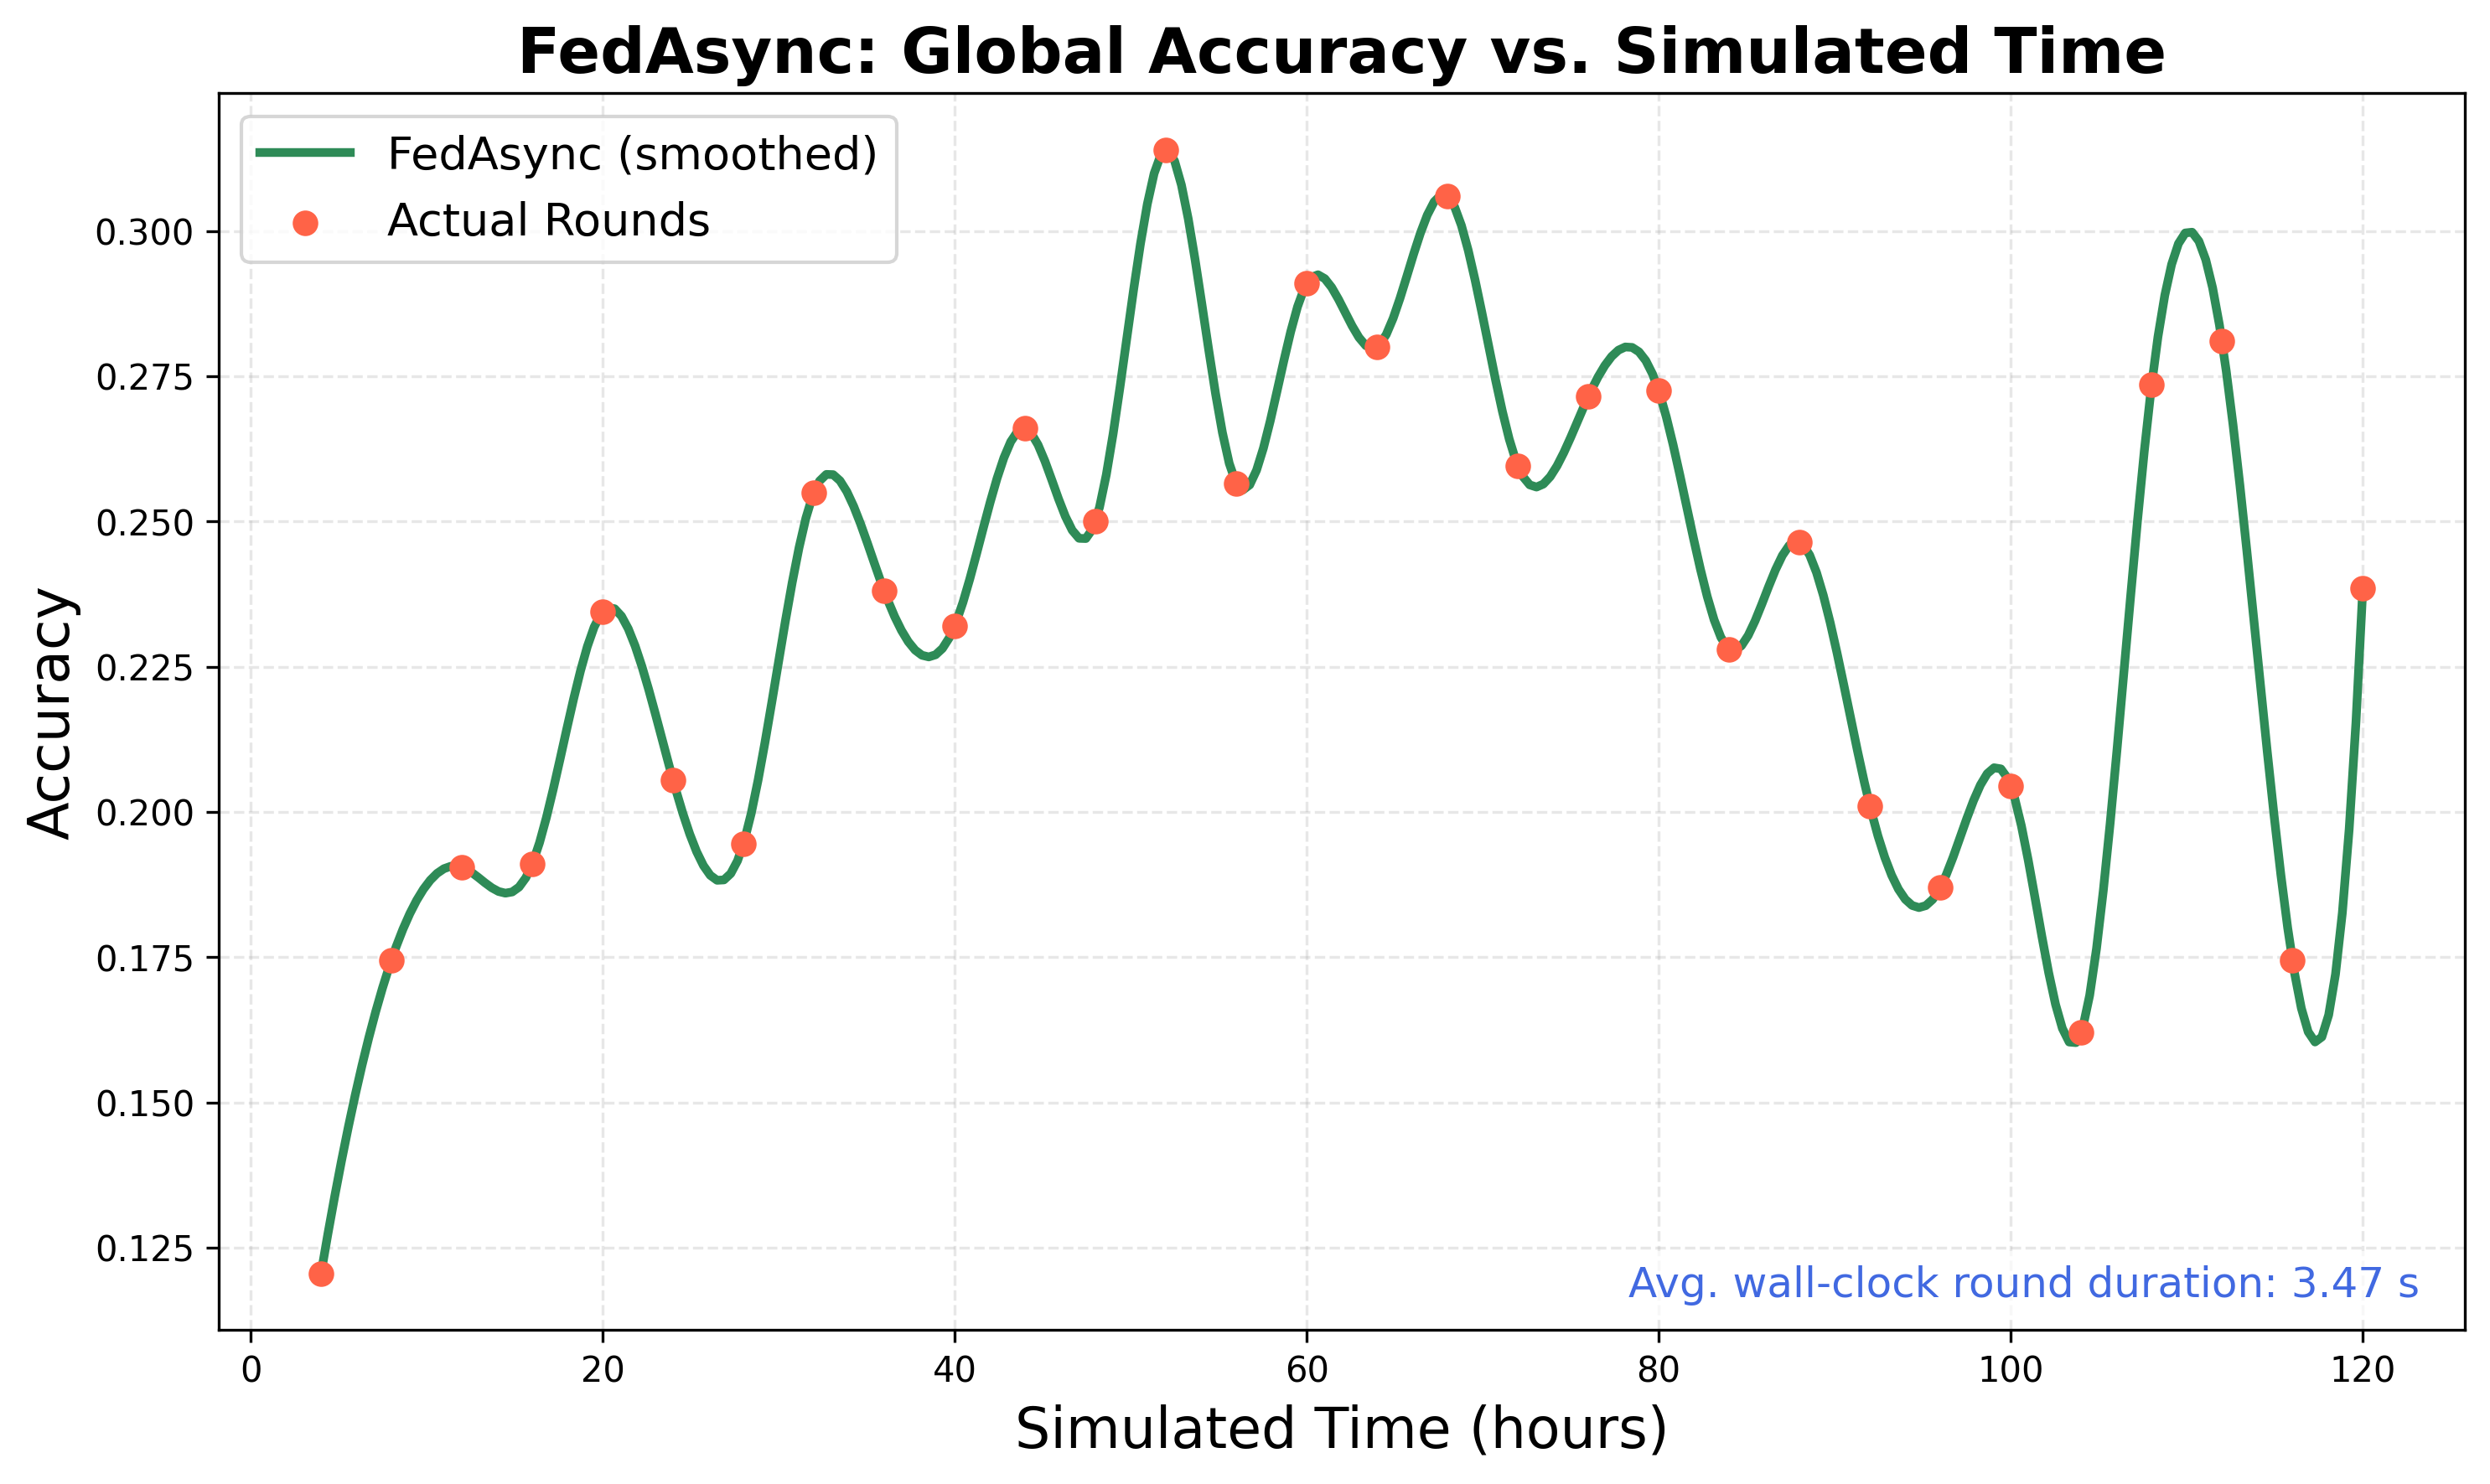 FedAsync: Global Accuracy vs. Simulated Time
FedAsync (smoothed)
Actual Rounds
Accuracy
0.300
0.275
0.250
0.225
0.200
0.175
0.150
0.125
Avg. wall-clock round duration: 3.47 s
0 20 40 60 80 100 120
Simulated Time (hours)